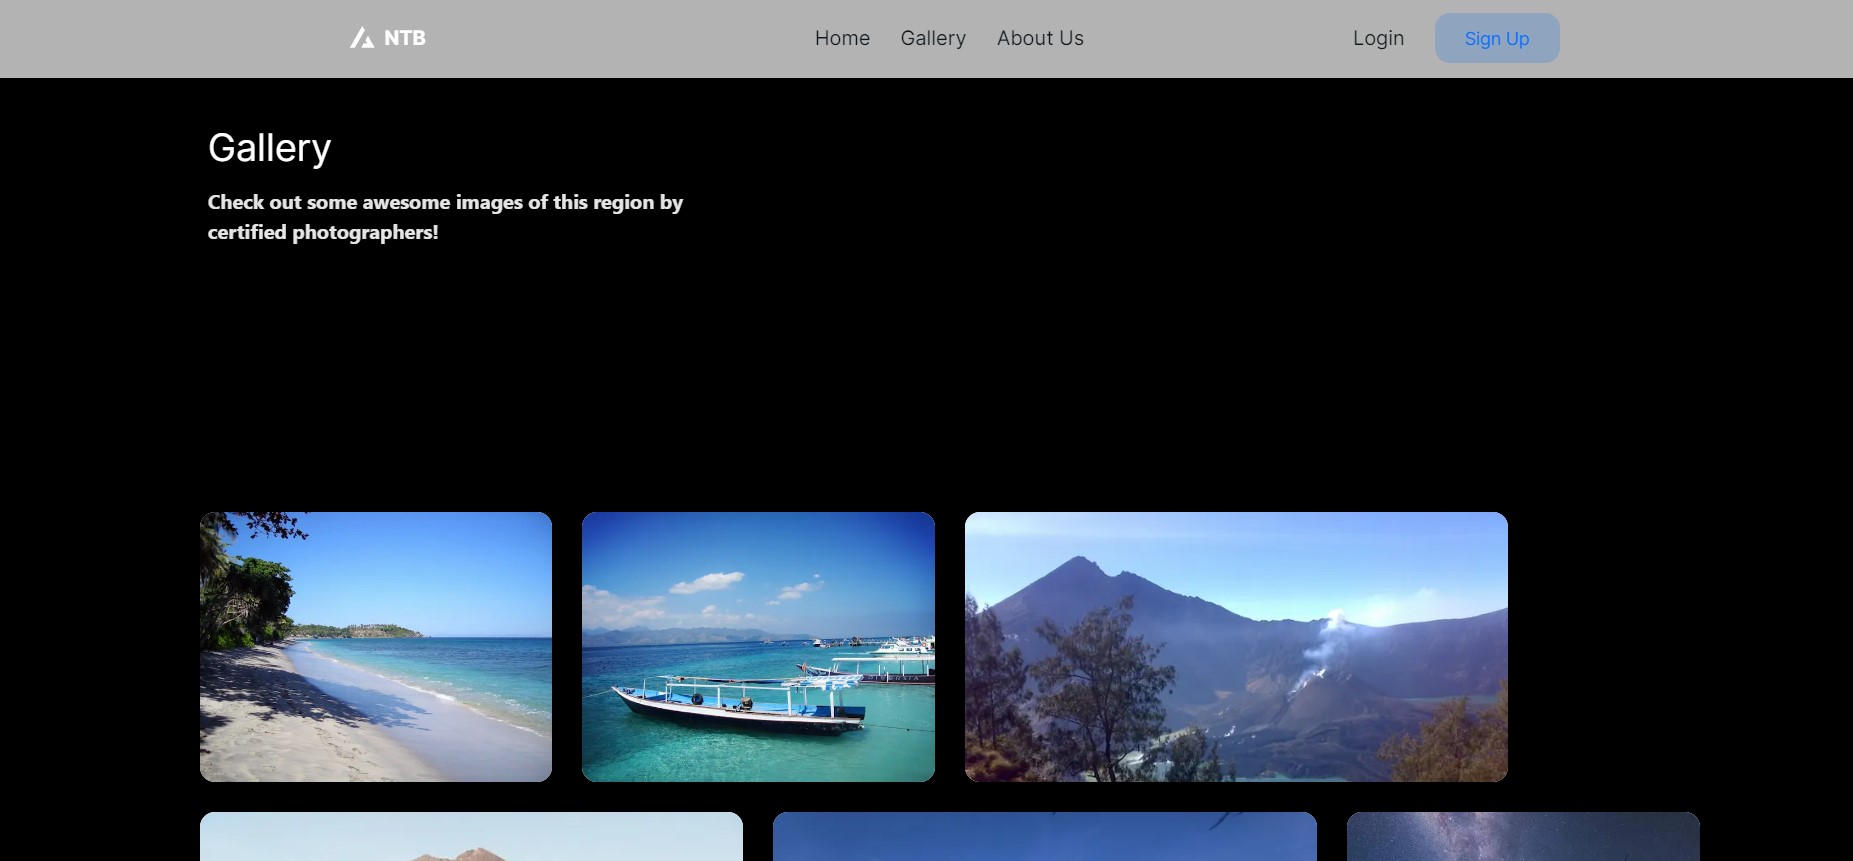 NTB
Home
Gallery
About Us
Login
Sign Up
Gallery
Check out some awesome images of this region by
certified photographers!